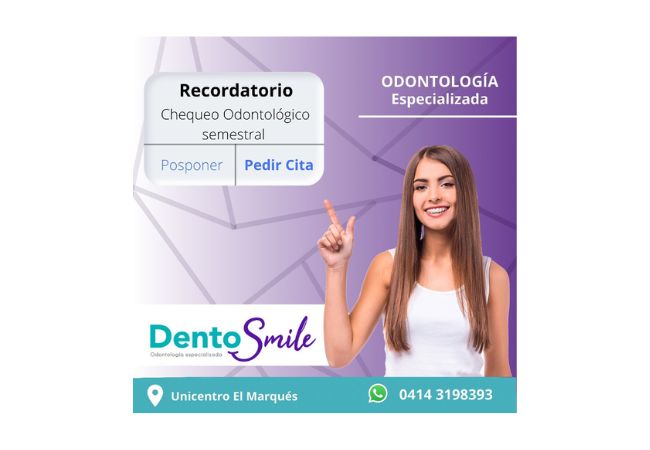 Recordatorio
Chequeo Odontológico
semestral
Posponer
Pedir Cita
ODONTOLOGÍA
Especializada
DentoSmile
Odontología especializada
Unicentro El Marqués
0414 3198393